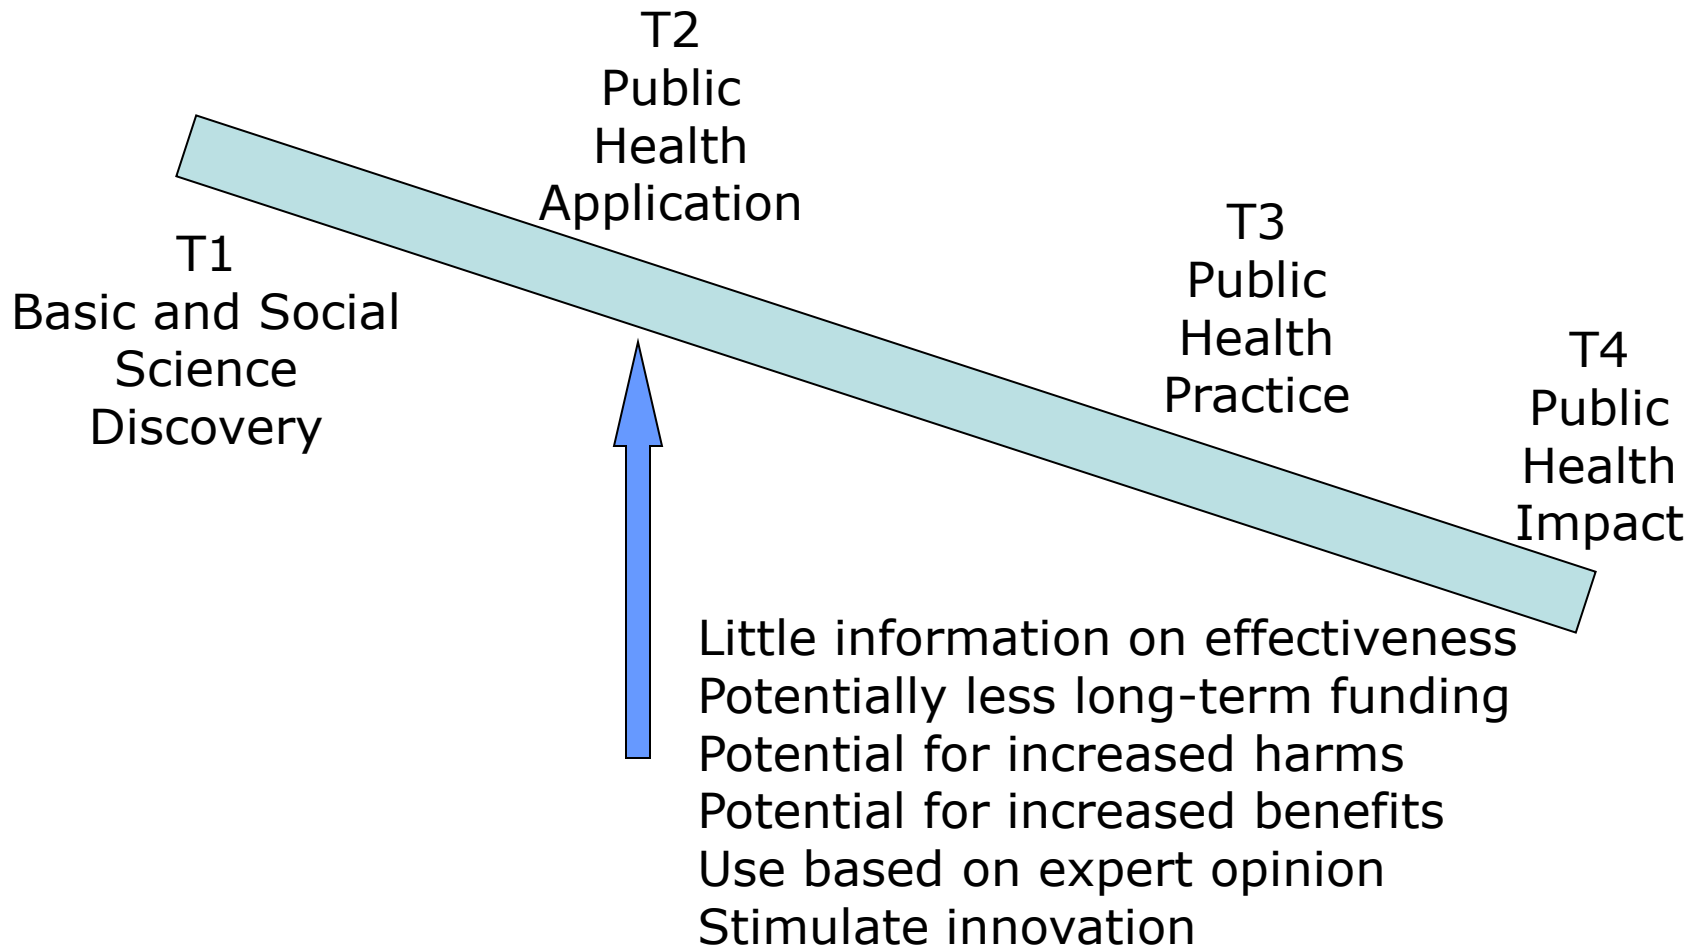 T2
Public
Health
Application
T1
Basic and Social
Science
Discovery
T3
Public
Health
Practice
T4
Public
Health
Impact
Little information on effectiveness
Potentially less long-term funding
Potential for increased harms
Potential for increased benefits
Use based on expert opinion
Stimulate innovation